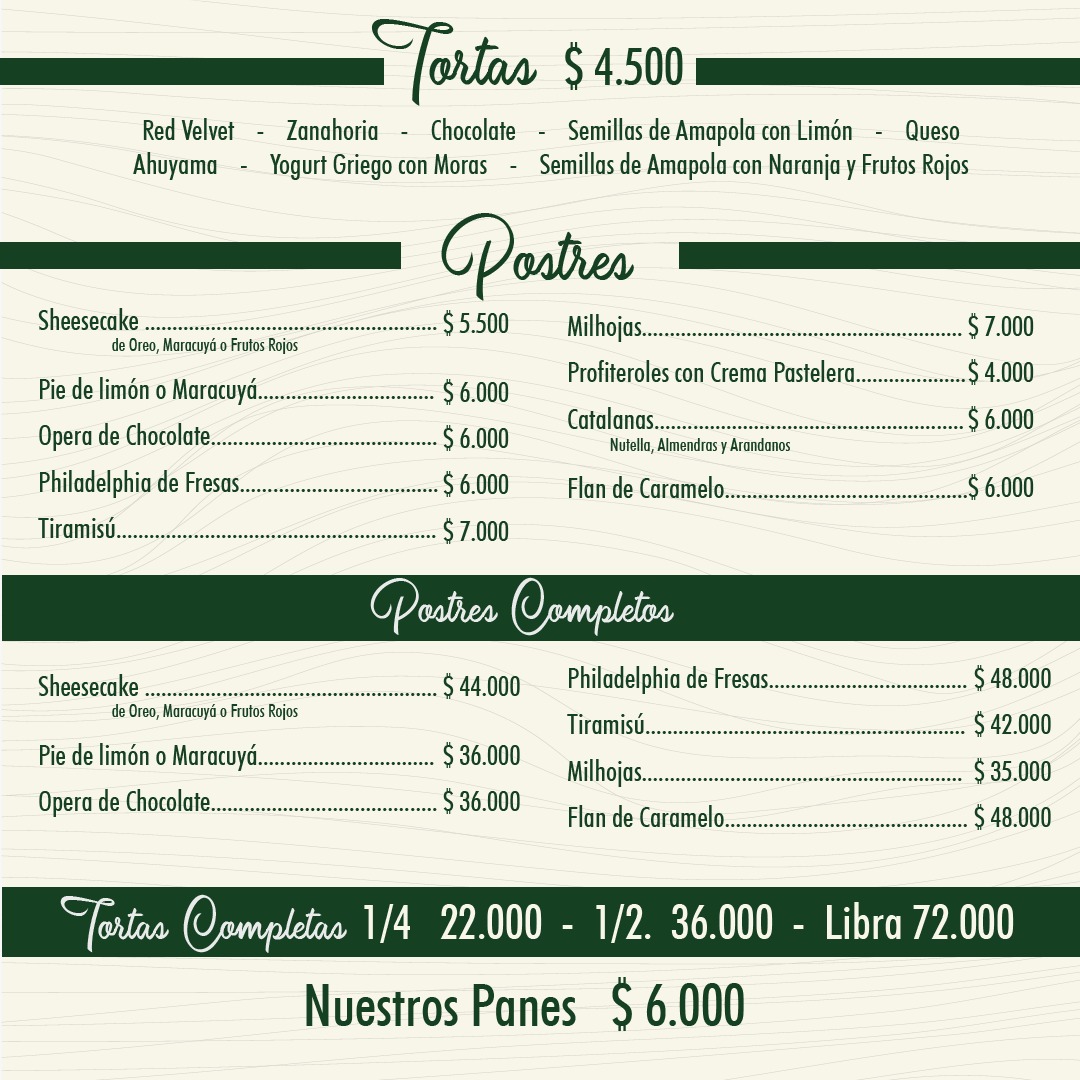 Tortas $ 4.500
Red Velvet - Zanahoria - Chocolate - Semillas de Amapola con Limón - Queso
Ahuyama - Yogurt Griego con Moras - Semillas de Amapola con Naranja y Frutos Rojos
Postres
Sheesecake ................................................ $ 5.500
de Oreo, Maracuyá o Frutos Rojos
Pie de limón o Maracuyá............................. $ 6.000
Opera de Chocolate..................................... $ 6.000
Philadelphia de Fresas................................. $ 6.000
Tiramisú..................................................... $ 7.000
Milhojas..................................................... $ 7.000
Profiteroles con Crema Pastelera.................. $ 4.000
Catalanas................................................... $ 6.000
Nutella, Almendras y Arandanos
Flan de Caramelo........................................ $ 6.000
Postres Completos
Sheesecake ................................................ $ 44.000
de Oreo, Maracuyá o Frutos Rojos
Pie de limón o Maracuyá............................. $ 36.000
Opera de Chocolate..................................... $ 36.000
Philadelphia de Fresas................................. $ 48.000
Tiramisú..................................................... $ 42.000
Milhojas..................................................... $ 35.000
Flan de Caramelo........................................ $ 48.000
Tortas Completas 1/4 22.000 - 1/2. 36.000 - Libra 72.000
Nuestros Panes $ 6.000